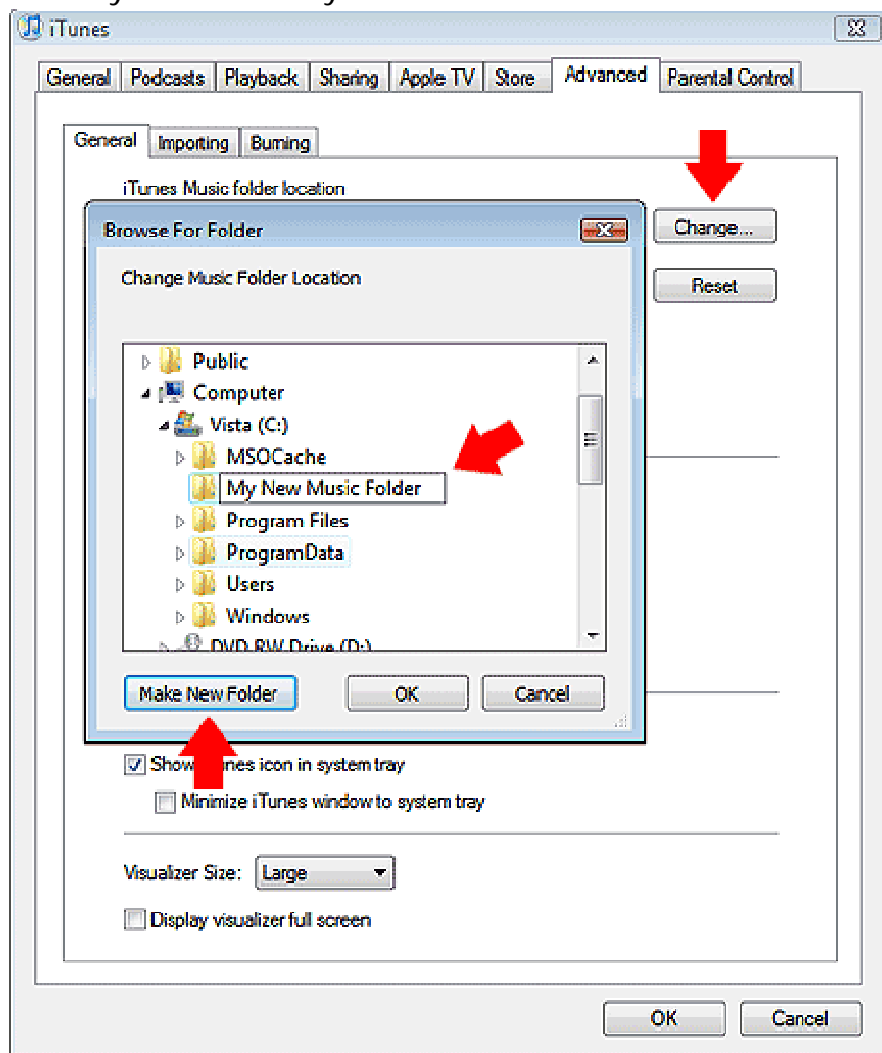 iTunes
General Podcasts Playback Sharing Apple TV Store Advanced Parental Control
General Importing Burning
iTunes Music folder location
Change...
Browse For Folder
Change Music Folder Location
Reset
Public
Computer
Vista (C:)
MSOCache
My New Music Folder
Program Files
ProgramData
Users
Windows
DVD RW Drive (D:)
Make New Folder OK Cancel
Show iTunes icon in system tray
Minimize iTunes window to system tray
Visualizer Size: Large
Display visualizer full screen
OK Cancel